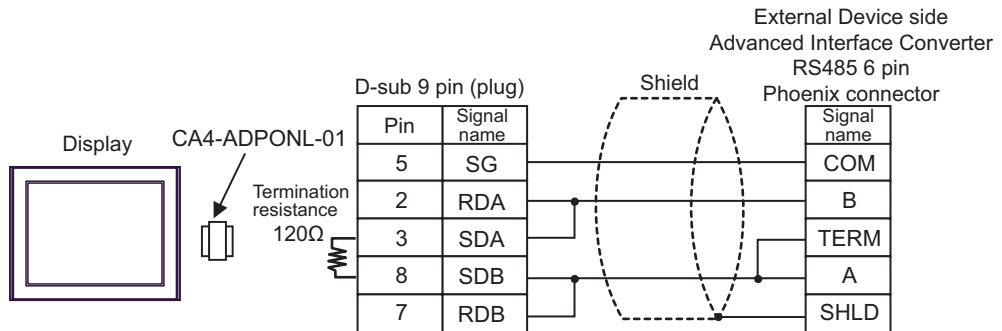 External Device side
Advanced Interface Converter
RS485 6 pin
Phoenix connector
D-sub 9 pin (plug)
Shield
Display
CA4-ADPONL-01
Termination
resistance
120Ω
Pin Signal name
5 SG
2 RDA
3 SDA
8 SDB
7 RDB
Signal name
COM
B
TERM
A
SHLD